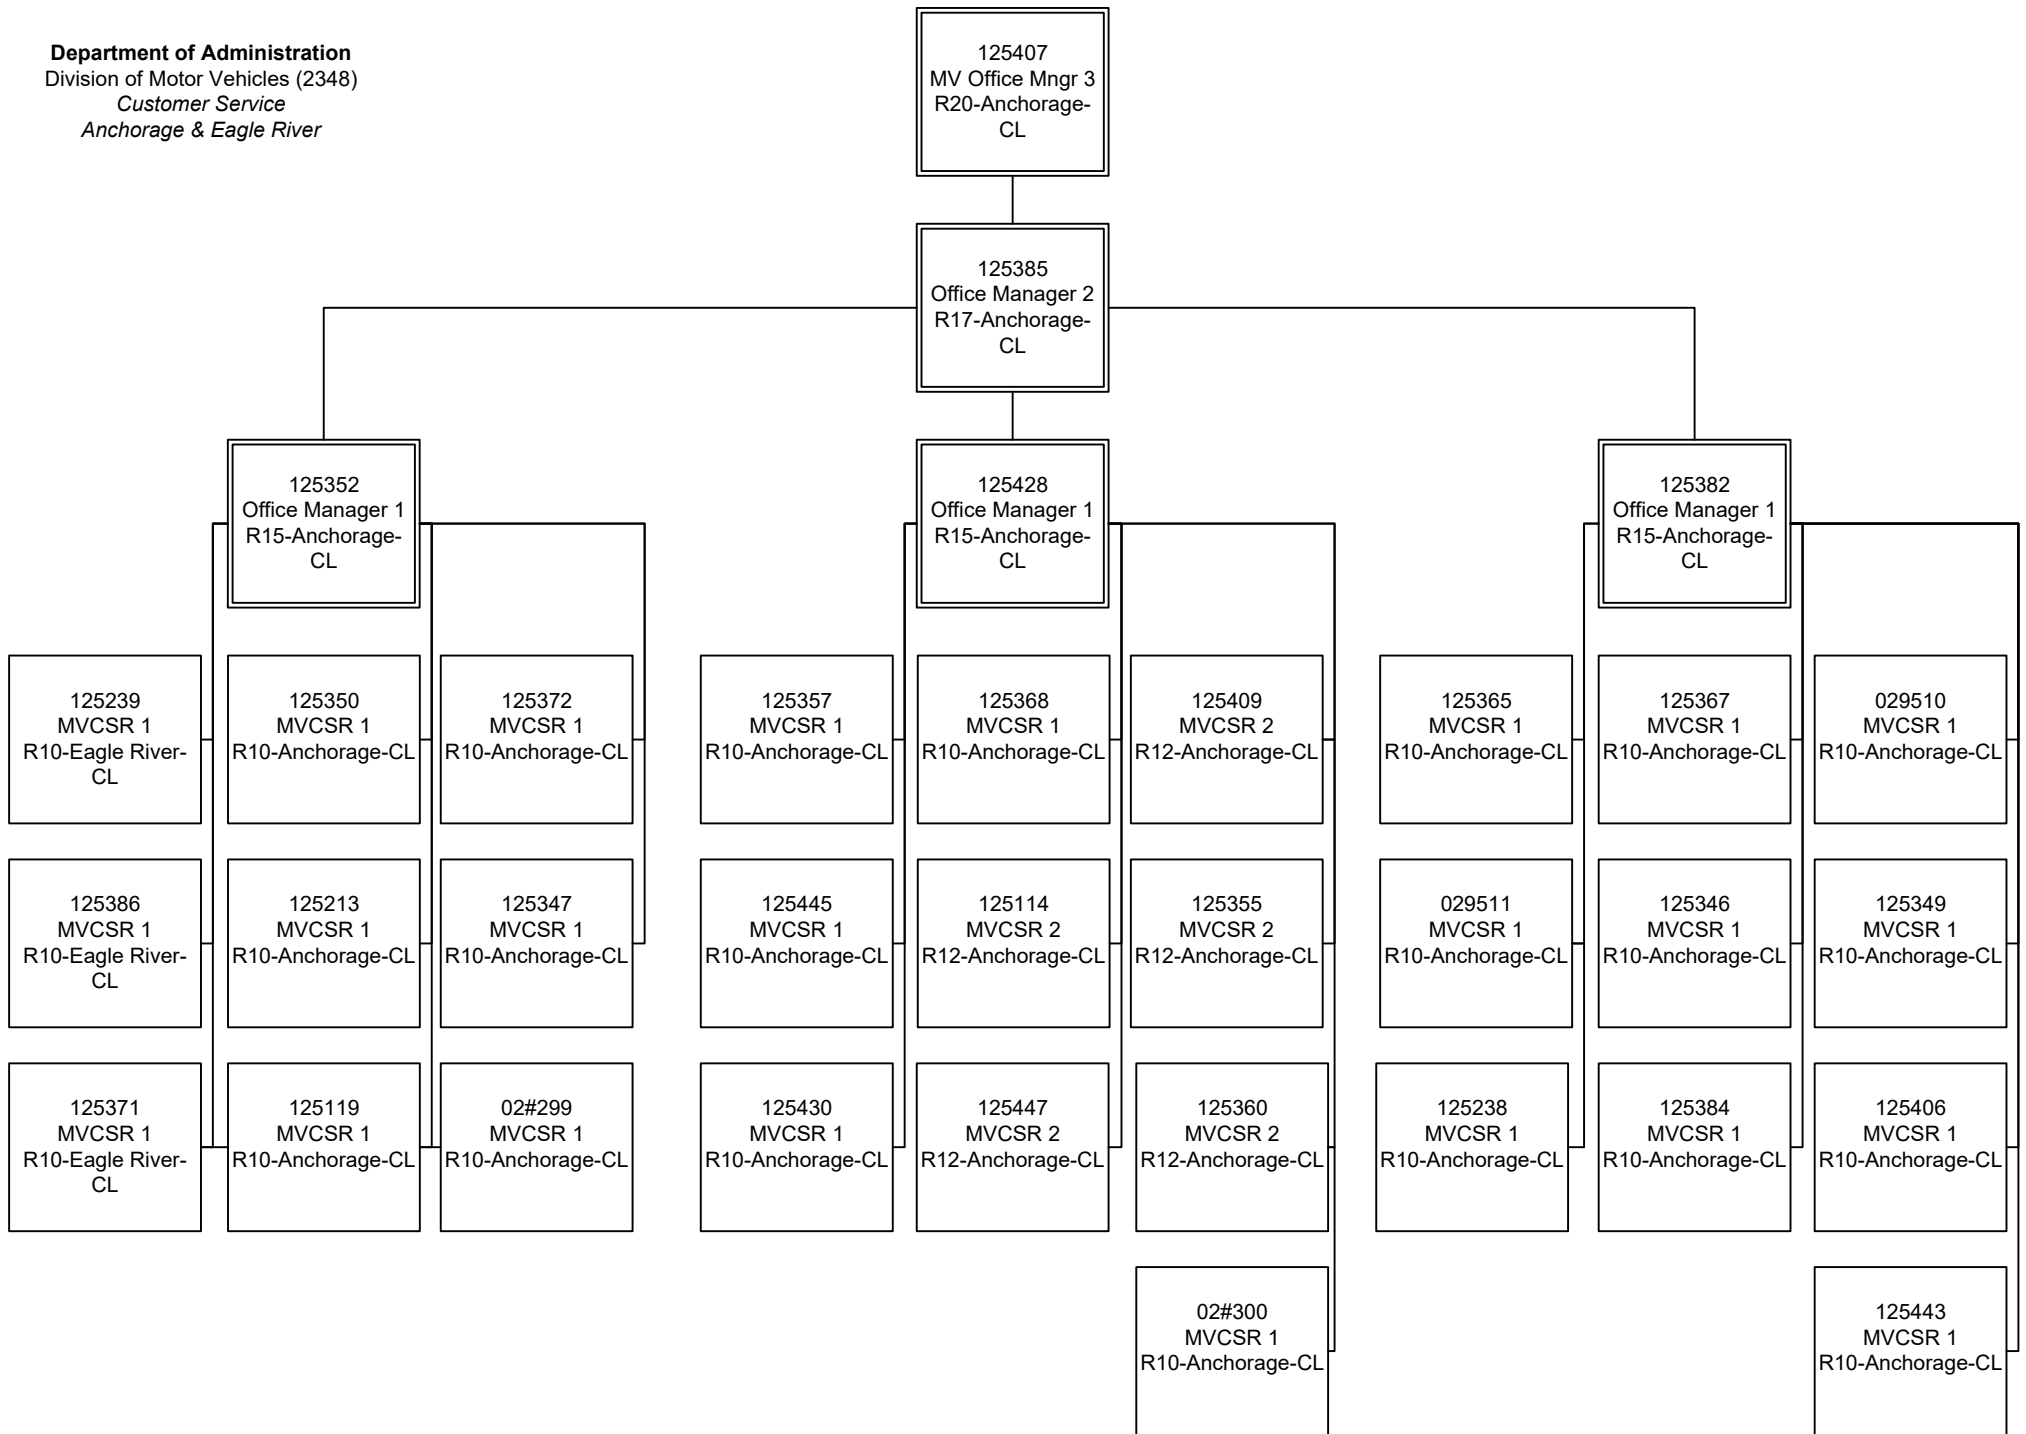 Department of Administration
Division of Motor Vehicles (2348)
Customer Service
Anchorage & Eagle River
125407
MV Office Mngr 3
R20-Anchorage-
CL
125385
Office Manager 2
R17-Anchorage-
CL
125352
Office Manager 1
R15-Anchorage-
CL
125428
Office Manager 1
R15-Anchorage-
CL
125382
Office Manager 1
R15-Anchorage-
CL
125239
MVCSR 1
R10-Eagle River-
CL
125350
MVCSR 1
R10-Anchorage-CL
125372
MVCSR 1
R10-Anchorage-CL
125357
MVCSR 1
R10-Anchorage-CL
125368
MVCSR 1
R10-Anchorage-CL
125409
MVCSR 2
R12-Anchorage-CL
125365
MVCSR 1
R10-Anchorage-CL
125367
MVCSR 1
R10-Anchorage-CL
029510
MVCSR 1
R10-Anchorage-CL
125386
MVCSR 1
R10-Eagle River-
CL
125213
MVCSR 1
R10-Anchorage-CL
125347
MVCSR 1
R10-Anchorage-CL
125445
MVCSR 1
R10-Anchorage-CL
125114
MVCSR 2
R12-Anchorage-CL
125355
MVCSR 2
R12-Anchorage-CL
029511
MVCSR 1
R10-Anchorage-CL
125346
MVCSR 1
R10-Anchorage-CL
125349
MVCSR 1
R10-Anchorage-CL
125371
MVCSR 1
R10-Eagle River-
CL
125119
MVCSR 1
R10-Anchorage-CL
02#299
MVCSR 1
R10-Anchorage-CL
125430
MVCSR 1
R10-Anchorage-CL
125447
MVCSR 2
R12-Anchorage-CL
125360
MVCSR 2
R12-Anchorage-CL
125238
MVCSR 1
R10-Anchorage-CL
125384
MVCSR 1
R10-Anchorage-CL
125406
MVCSR 1
R10-Anchorage-CL
02#300
MVCSR 1
R10-Anchorage-CL
125443
MVCSR 1
R10-Anchorage-CL